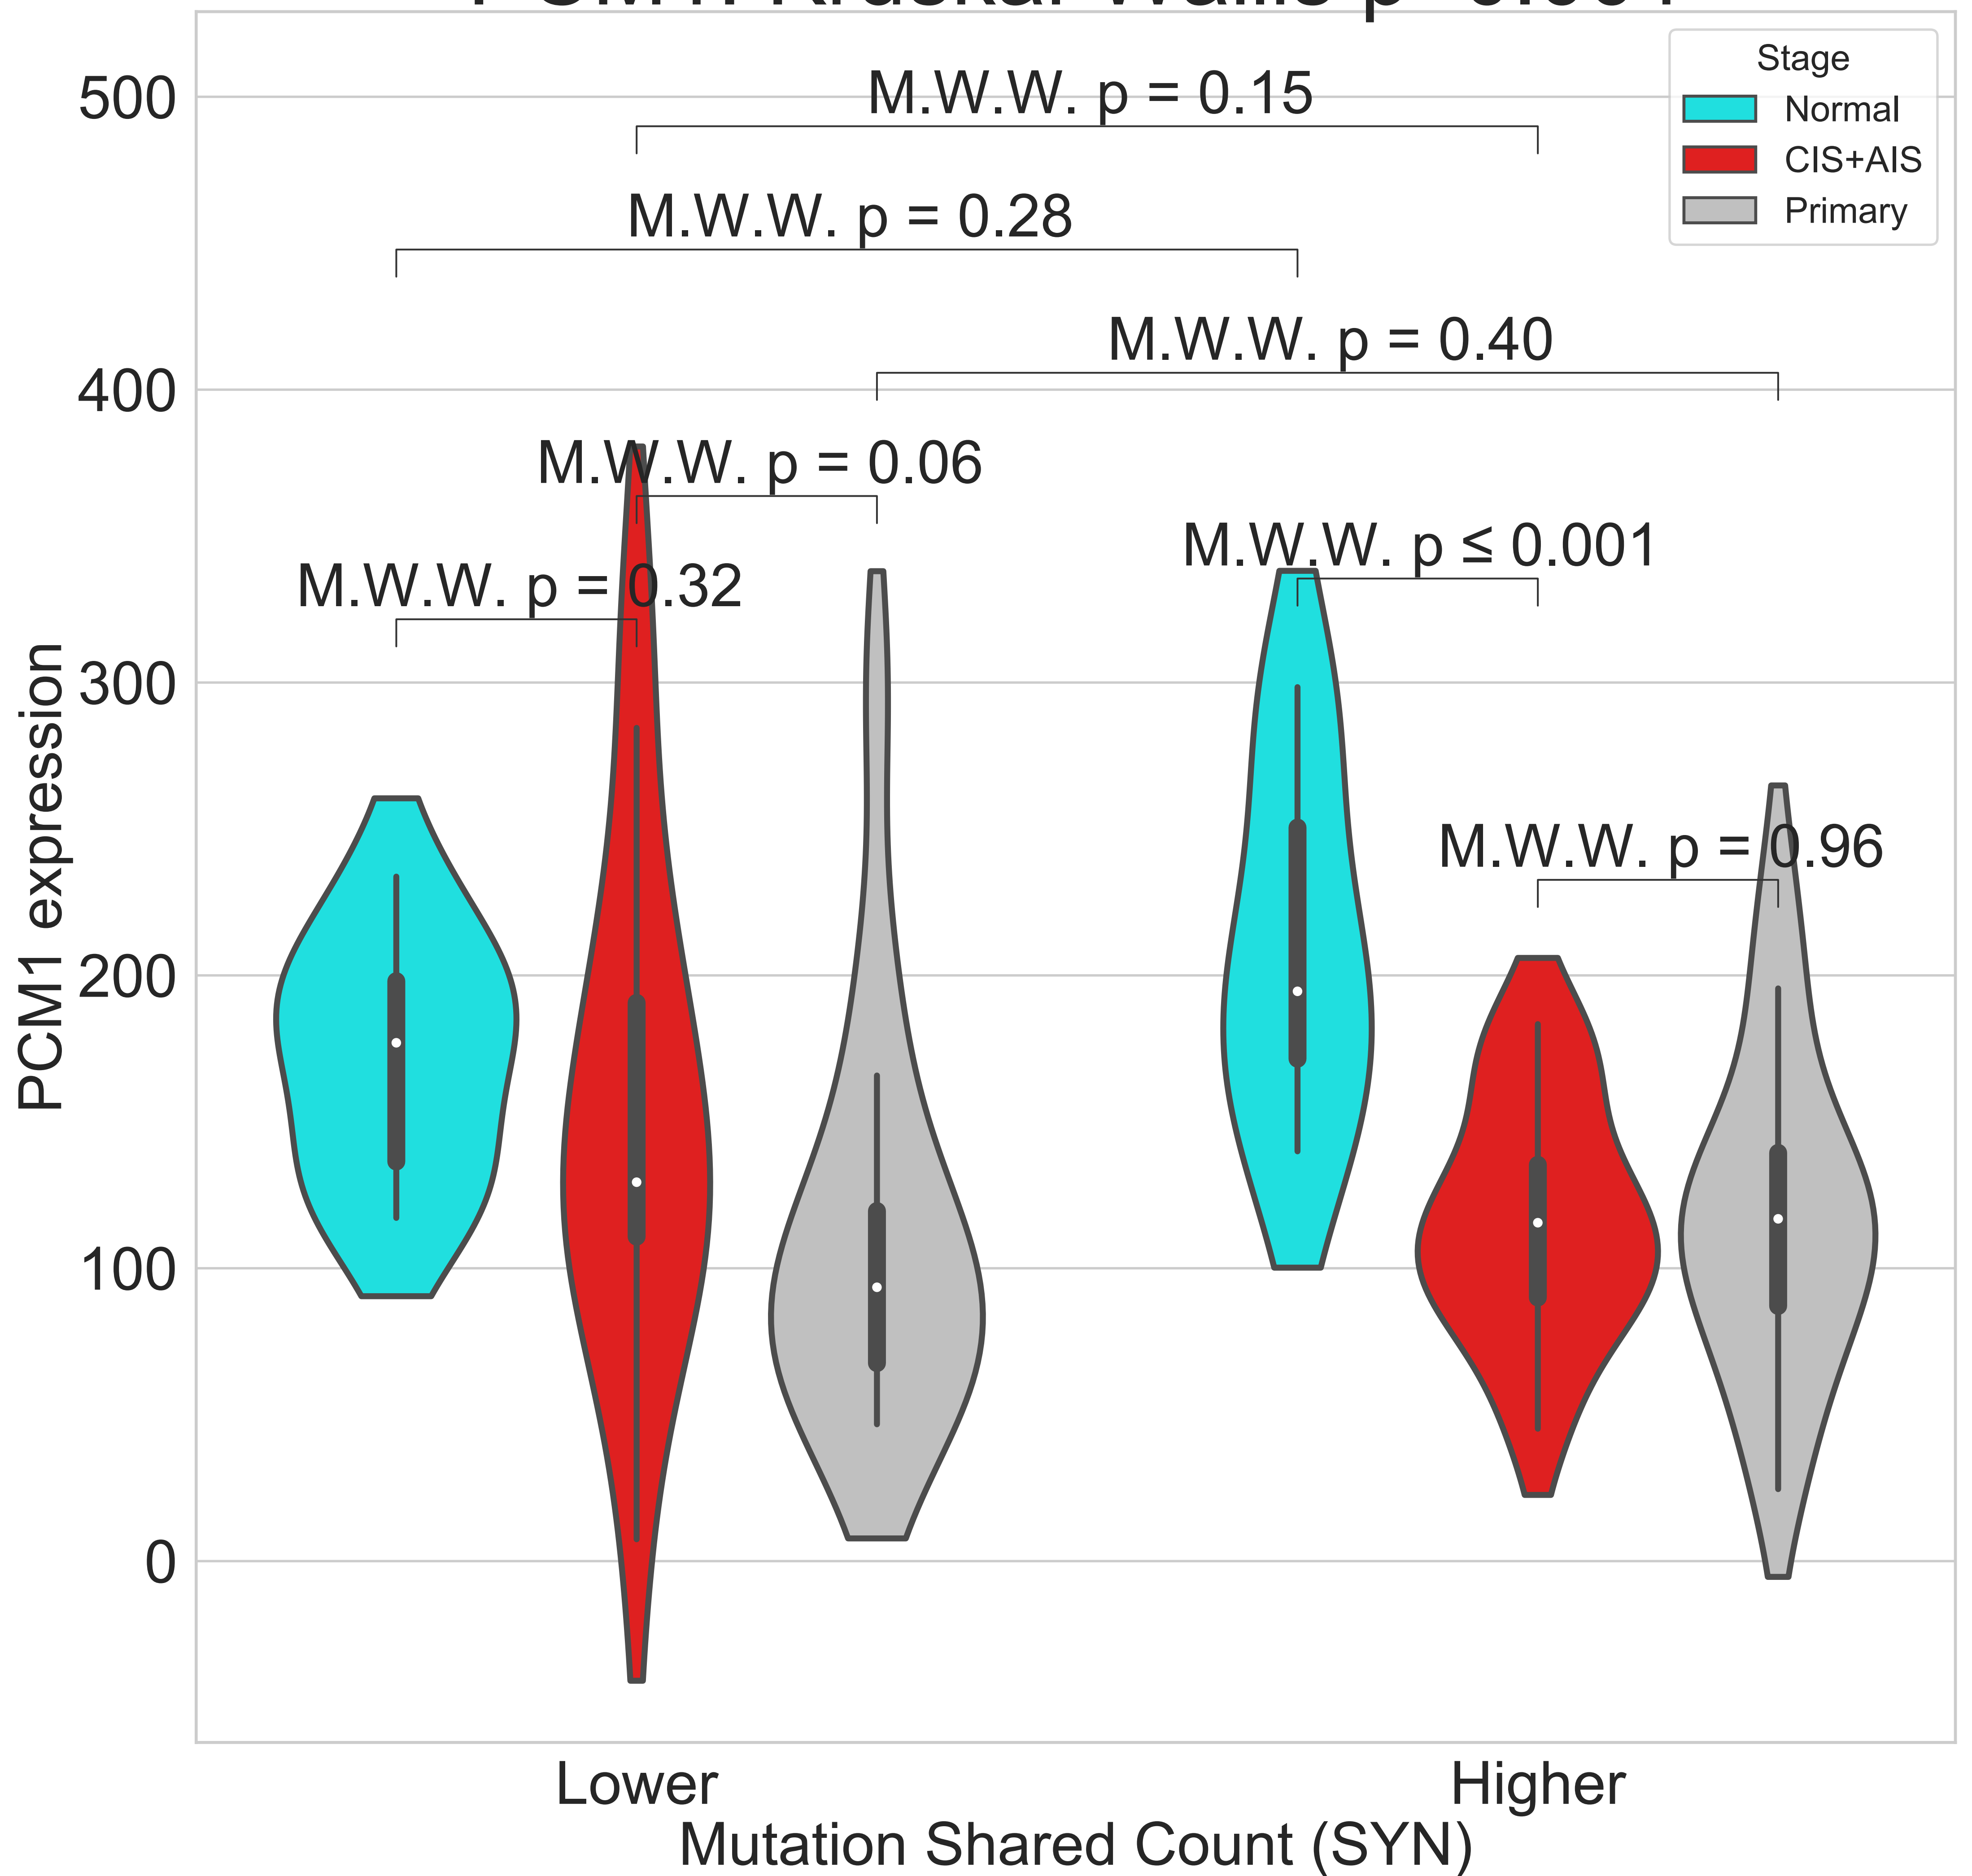 500
400
300
200
100
0
PCM1 expression
M.W.W. p = 0.15
M.W.W. p = 0.28
M.W.W. p = 0.40
M.W.W. p = 0.06
M.W.W. p ≤ 0.001
M.W.W. p = 0.32
M.W.W. p = 0.96
Stage
Normal
CIS+AIS
Primary
Lower
Higher
Mutation Shared Count (SYN)